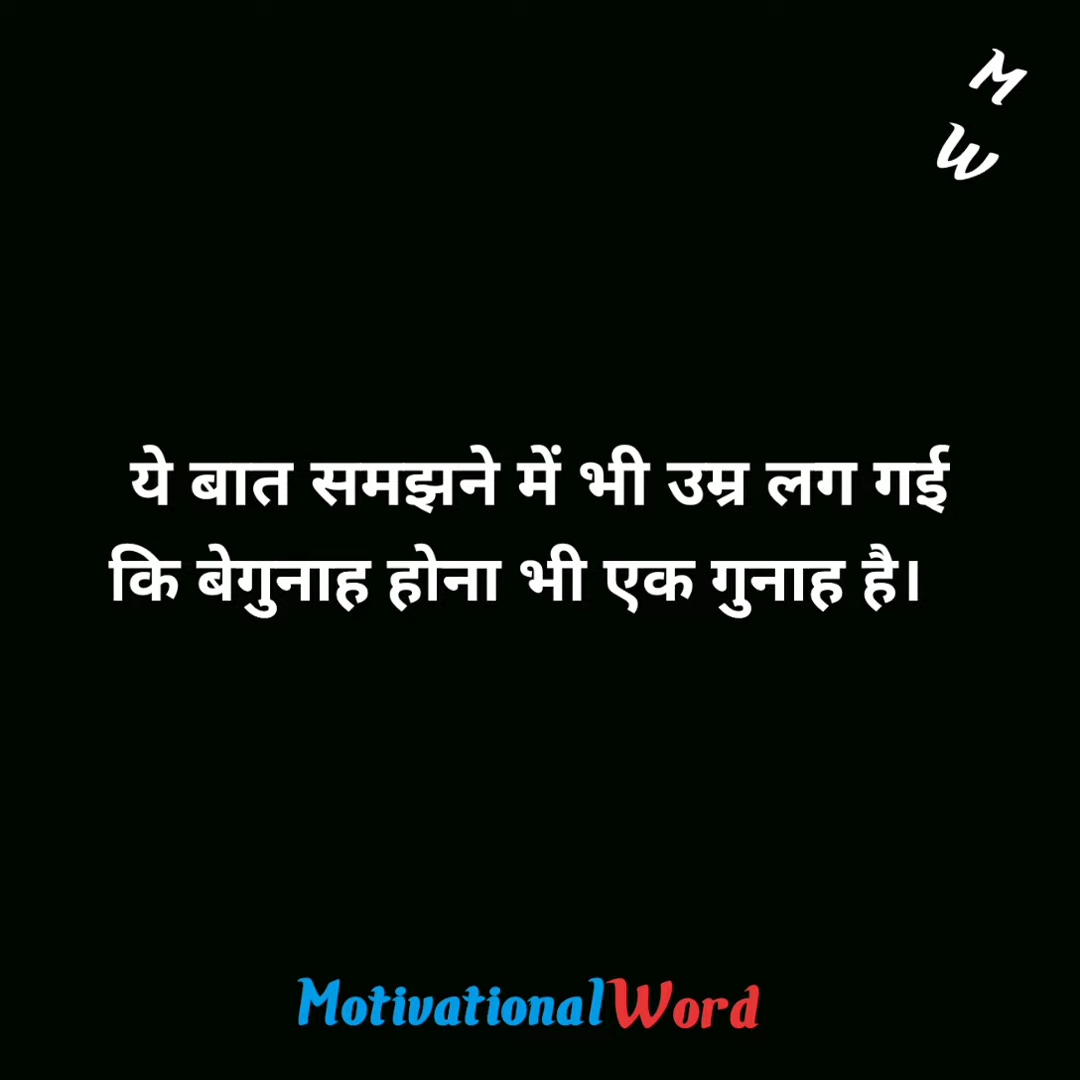 M
W
ये बात समझने में भी उम्र लग गई
कि बेगुनाह होना भी एक गुनाह है।
MotivationalWord